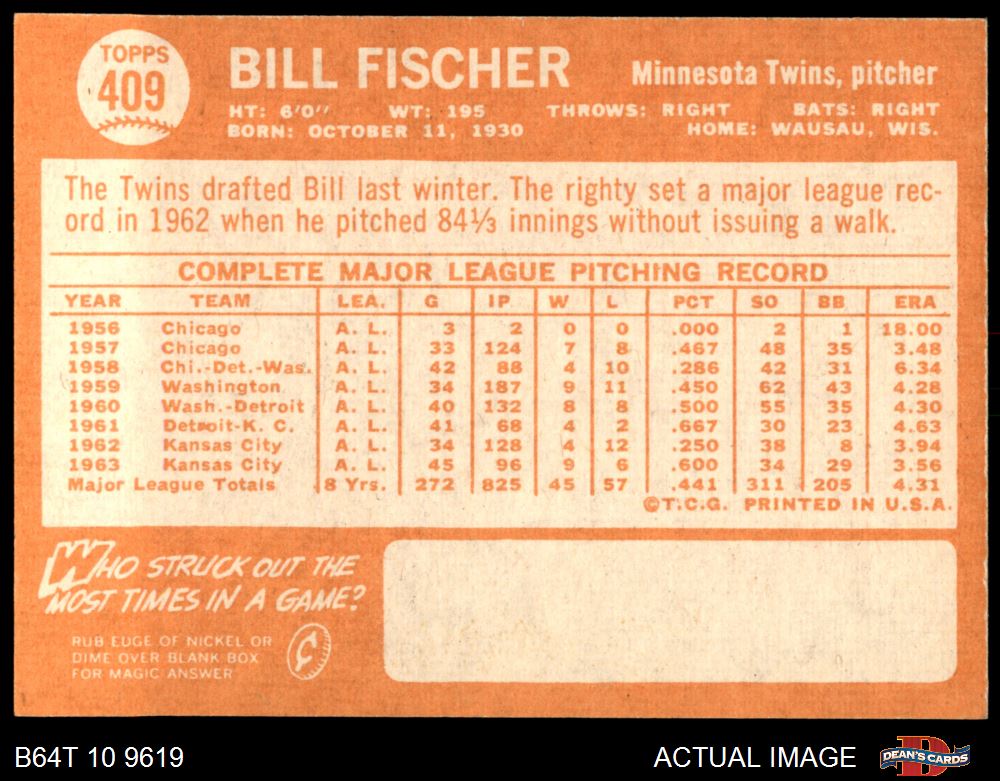 TOPPS
409
BILL FISCHER
Minnesota Twins, pitcher
HT: 6'0" WT: 195 THROWS: RIGHT BATS: RIGHT
BORN: OCTOBER 11, 1930 HOME: WAUSAU, WIS.
The Twins drafted Bill last winter. The righty set a major league rec-
ord in 1962 when he pitched 84⅓ innings without issuing a walk.
COMPLETE MAJOR LEAGUE PITCHING RECORD
YEAR TEAM LEA. G IP W L PCT SO BB ERA
1956 Chicago A. L. 3 2 0 0 .000 2 1 18.00
1957 Chicago A. L. 33 124 7 8 .467 48 35 3.48
1958 Chi.-Det.-Was. A. L. 42 88 4 10 .286 42 31 6.34
1959 Washington A. L. 34 187 9 11 .450 62 43 4.28
1960 Wash.-Detroit A. L. 40 132 8 8 .500 55 35 4.30
1961 Detroit-K. C. A. L. 41 68 4 2 .667 30 23 4.63
1962 Kansas City A. L. 34 128 4 12 .250 38 8 3.94
1963 Kansas City A. L. 45 96 9 6 .600 34 29 3.56
Major League Totals 8 Yrs. 272 825 45 57 .441 311 205 4.31
©T.C.G. PRINTED IN U.S.A.
WHO STRUCK OUT THE
MOST TIMES IN A GAME?
RUB EDGE OF NICKEL OR
DIME OVER BLANK BOX
FOR MAGIC ANSWER
¢
B64T 10 9619
ACTUAL IMAGE
D
DEAN'S CARDS